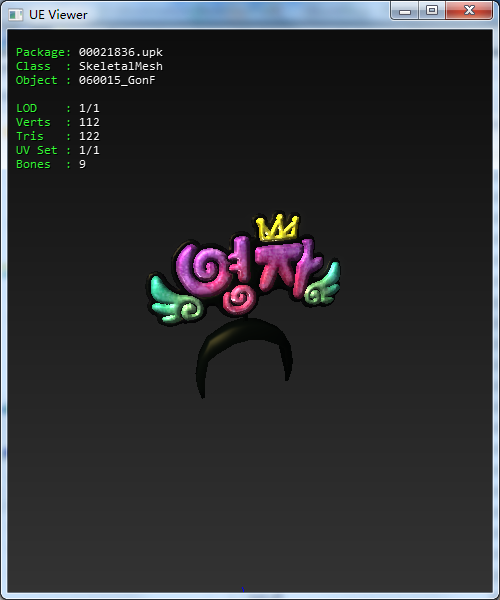 UE Viewer
Package: 00021836.upk
Class : SkeletalMesh
Object : 060015_GonF
LOD : 1/1
Verts : 112
Tris : 122
UV Set : 1/1
Bones : 9
영자